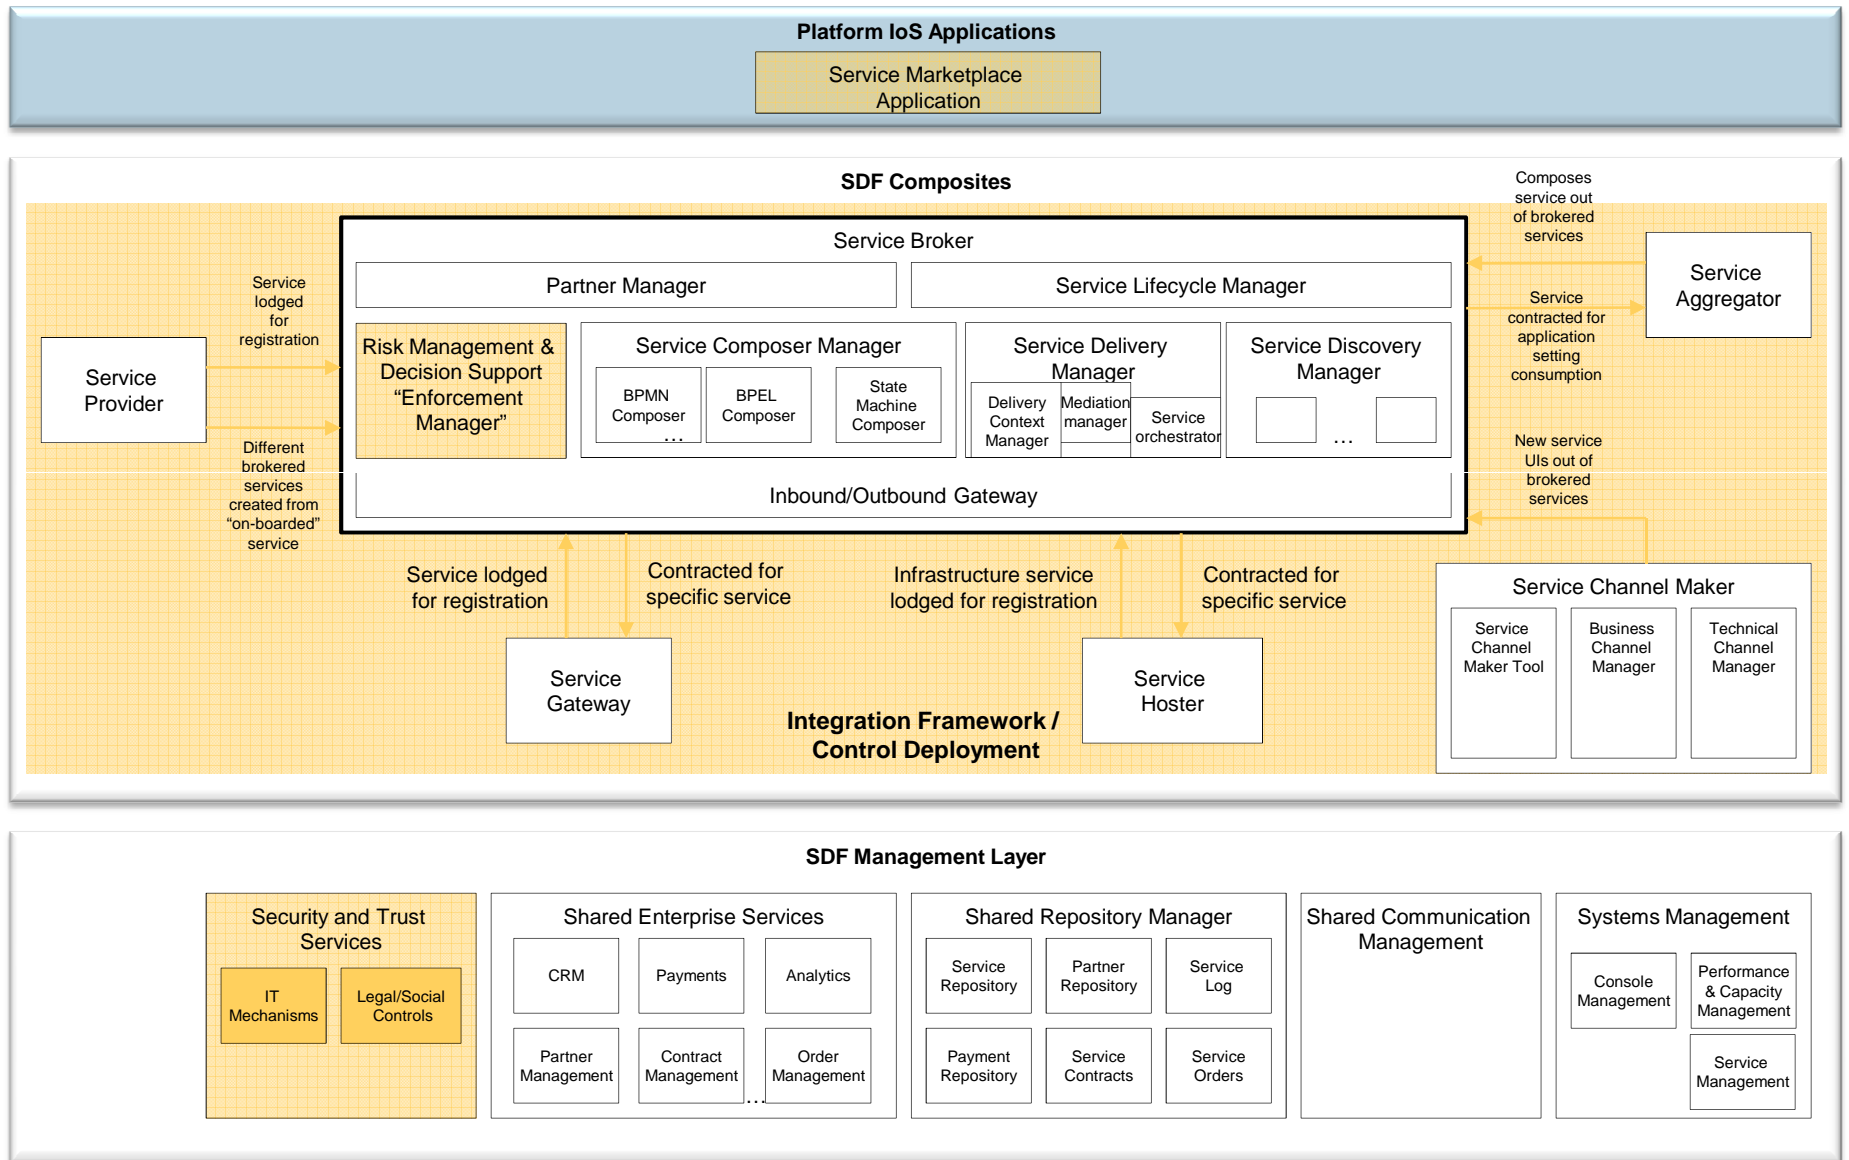 Platform IoS Applications
Service Marketplace
Application
SDF Composites
Composes
service out
of brokered
services
Service Broker
Partner Manager
Service Lifecycle Manager
Service
Aggregator
Service
lodged
for
registration
Service
contracted for
application
setting
consumption
Service
Provider
Risk Management &
Decision Support
“Enforcement
Manager”
Service Composer Manager
BPMN
Composer
...
BPEL
Composer
State
Machine
Composer
Service Delivery
Manager
Delivery
Context
Manager
Mediation
manager
Service
orchestrator
Service Discovery
Manager
...
Different
brokered
services
created from
“on-boarded”
service
New service
UIs out of
brokered
services
Inbound/Outbound Gateway
Service lodged
for registration
Contracted for
specific service
Infrastructure service
lodged for registration
Contracted for
specific service
Service Channel Maker
Service
Channel
Maker Tool
Business
Channel
Manager
Technical
Channel
Manager
Service
Gateway
Service
Hoster
Integration Framework /
Control Deployment
SDF Management Layer
Security and Trust
Services
IT
Mechanisms
Legal/Social
Controls
Shared Enterprise Services
CRM
Payments
Analytics
Partner
Management
Contract
Management
...
Order
Management
Shared Repository Manager
Service
Repository
Partner
Repository
Service
Log
Payment
Repository
Service
Contracts
Service
Orders
Shared Communication
Management
Systems Management
Console
Management
Performance
& Capacity
Management
Service
Management